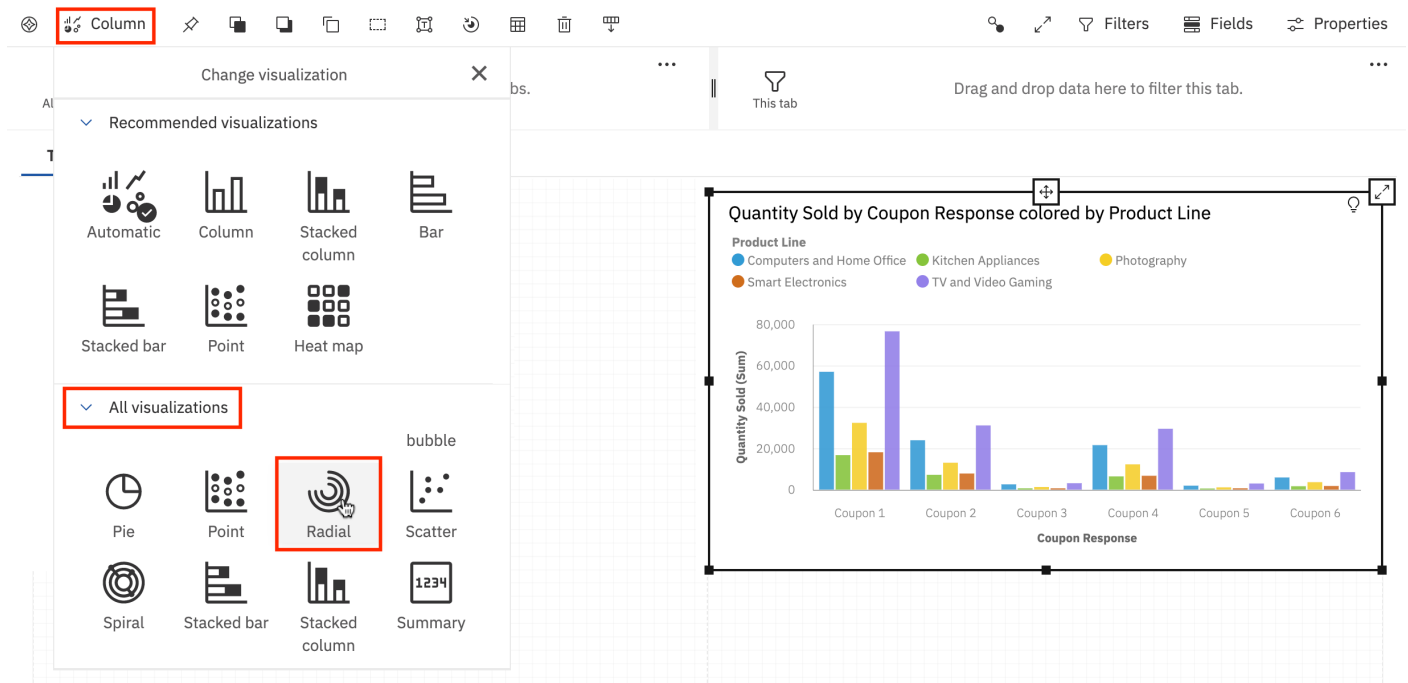 Column
Filters
Fields
Properties
Change visualization
bs.
This tab
Drag and drop data here to filter this tab.
Al
T
Recommended visualizations
Automatic
Column
Stacked
column
Bar
Stacked bar
Point
Heat map
All visualizations
bubble
Pie
Point
Radial
Scatter
Spiral
Stacked bar
Stacked
column
1234
Summary
Quantity Sold by Coupon Response colored by Product Line
Product Line
Computers and Home Office
Kitchen Appliances
Photography
Smart Electronics
TV and Video Gaming
Quantity Sold (Sum)
80,000
60,000
40,000
20,000
0
Coupon 1
Coupon 2
Coupon 3
Coupon 4
Coupon 5
Coupon 6
Coupon Response